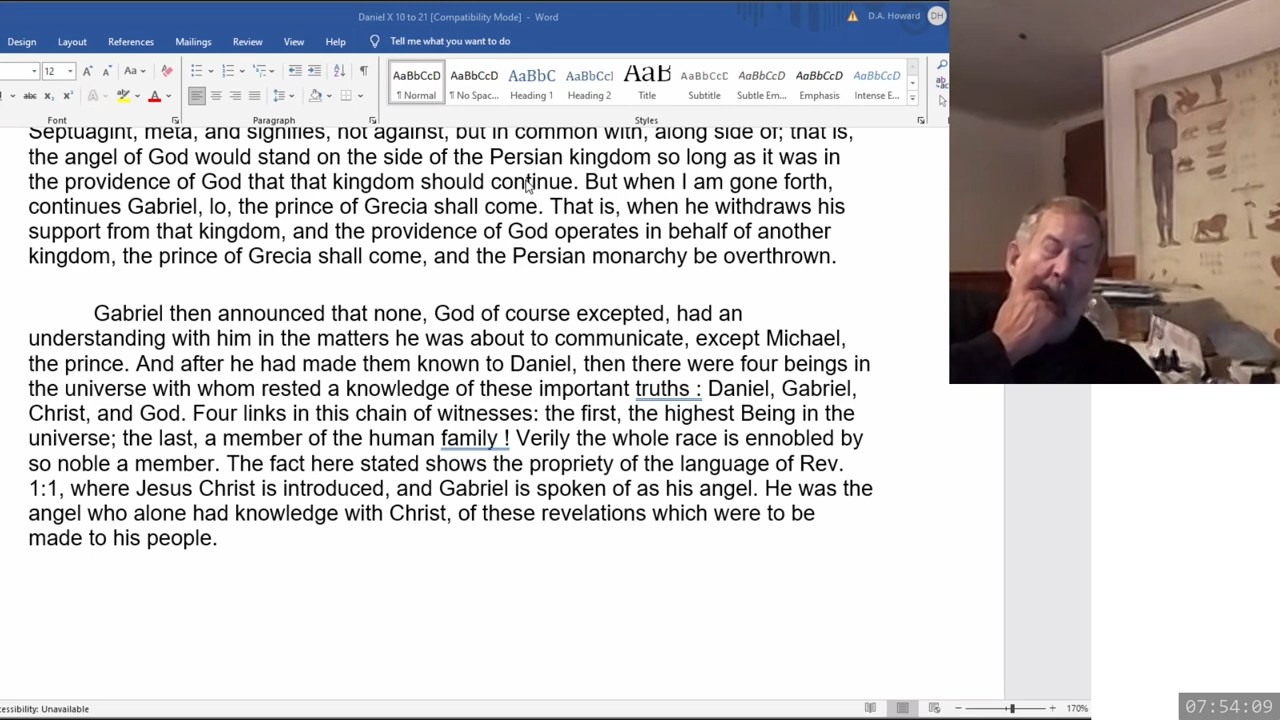 Daniel X 10 to 21 [Compatibility Mode] - Word
D.A. Howard
DH
Design Layout References Mailings Review View Help Tell me what you want to do
12
Aa
AaBbCcD AaBbCcD AaBbC AaBbCcI AaB AaBbCcD AaBbCcD AaBbCcD AaBbCcD
¶ Normal ¶ No Spac... Heading 1 Heading 2 Title Subtitle Subtle Em... Emphasis Intense E...
Font Paragraph Styles
Septuagint, meta, and signifies, not against, but in common with, along side of; that is,
the angel of God would stand on the side of the Persian kingdom so long as it was in
the providence of God that that kingdom should continue. But when I am gone forth,
continues Gabriel, lo, the prince of Grecia shall come. That is, when he withdraws his
support from that kingdom, and the providence of God operates in behalf of another
kingdom, the prince of Grecia shall come, and the Persian monarchy be overthrown.
Gabriel then announced that none, God of course excepted, had an
understanding with him in the matters he was about to communicate, except Michael,
the prince. And after he had made them known to Daniel, then there were four beings in
the universe with whom rested a knowledge of these important truths : Daniel, Gabriel,
Christ, and God. Four links in this chain of witnesses: the first, the highest Being in the
universe; the last, a member of the human family ! Verily the whole race is ennobled by
so noble a member. The fact here stated shows the propriety of the language of Rev.
1:1, where Jesus Christ is introduced, and Gabriel is spoken of as his angel. He was the
angel who alone had knowledge with Christ, of these revelations which were to be
made to his people.
cessibility: Unavailable
170%
07:54:09